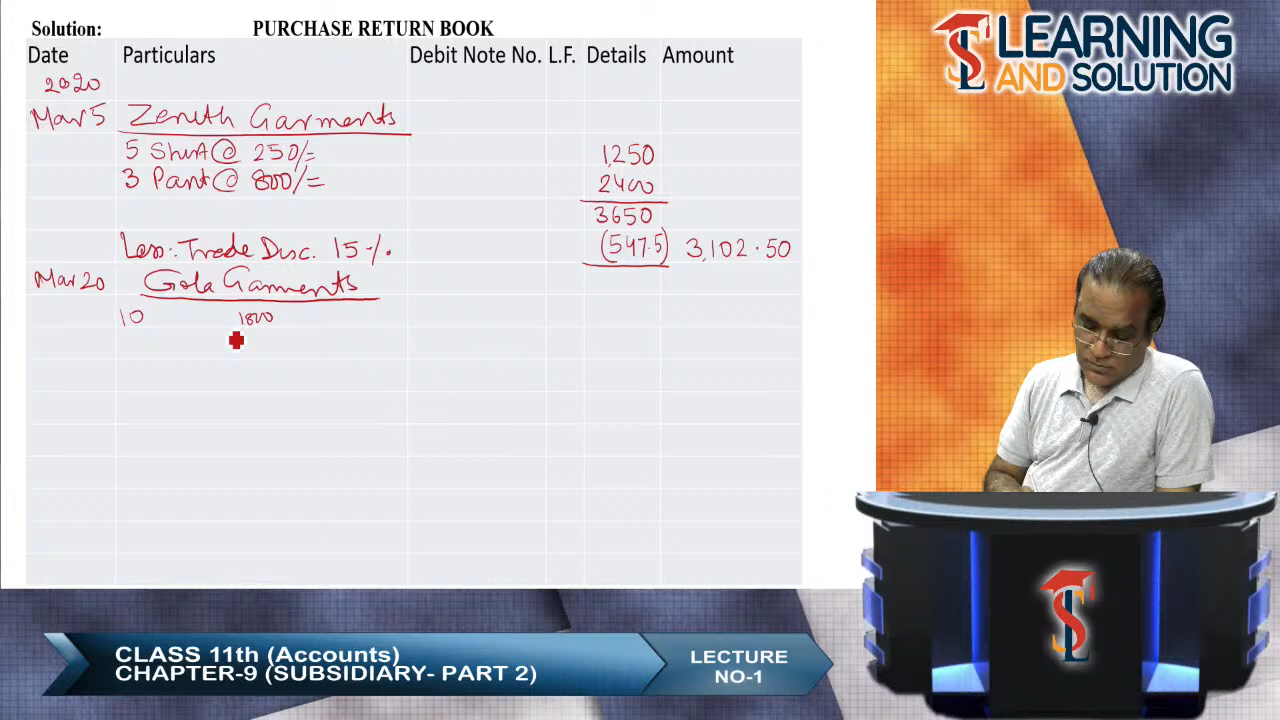 Solution: PURCHASE RETURN BOOK
Date Particulars Debit Note No. L.F. Details Amount
2020
Mar 5 Zenith Garments
5 Shirt @ 250/= 1,250
3 Pant @ 800/= 2400
3650
Less: Trade Disc. 15%. (547.5) 3,102.50
Mar 20 Gola Garments
10 1800
SL LEARNING
AND SOLUTION
SL
CLASS 11th (Accounts)
CHAPTER-9 (SUBSIDIARY- PART 2)
LECTURE
NO-1